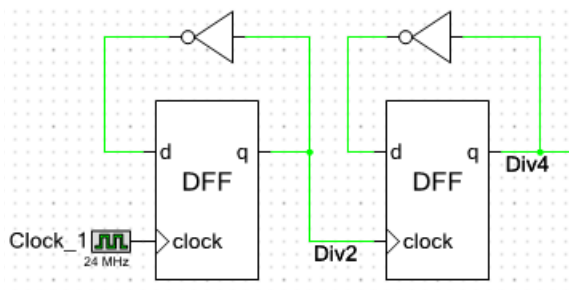 d q
DFF
Clock_1
24 MHz
clock
Div2
d q
DFF
Div4
clock